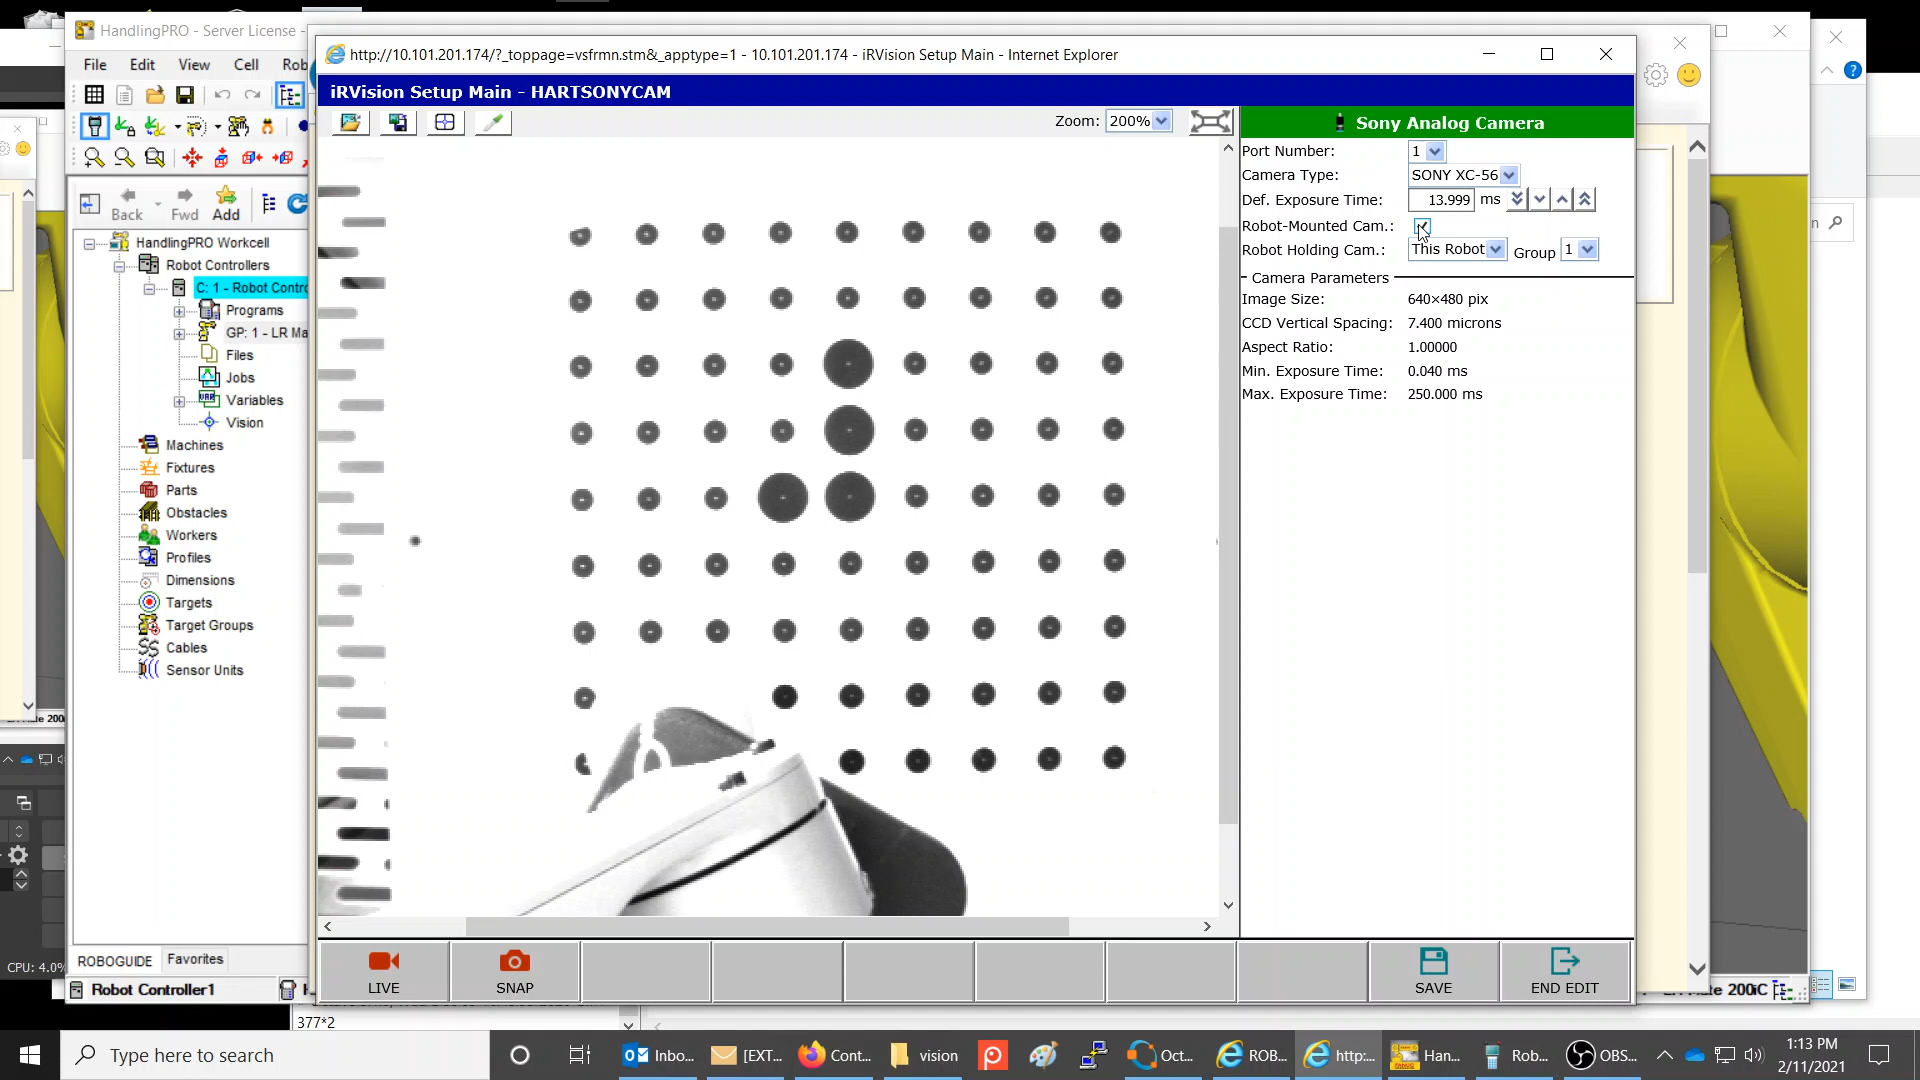 HandlingPRO - Server License -
http://10.101.201.174/?_toppage=vsfrmn.stm&_apptype=1 - 10.101.201.174 - iRVision Setup Main - Internet Explorer
File Edit View Cell Rob
iRVision Setup Main - HARTSONYCAM
Zoom: 200%
Sony Analog Camera
Port Number: 1
Camera Type: SONY XC-56
Def. Exposure Time: 13.999 ms
Robot-Mounted Cam.:
Robot Holding Cam.: This Robot Group 1
Camera Parameters
Image Size: 640×480 pix
CCD Vertical Spacing: 7.400 microns
Aspect Ratio: 1.00000
Min. Exposure Time: 0.040 ms
Max. Exposure Time: 250.000 ms
Back Fwd Add
HandlingPRO Workcell
Robot Controllers
C: 1 - Robot Contro
Programs
GP: 1 - LR Ma
Files
Jobs
Variables
Vision
Machines
Fixtures
Parts
Obstacles
Workers
Profiles
Dimensions
Targets
Target Groups
Cables
Sensor Units
ROBOGUIDE Favorites
Robot Controller1
CPU: 4.0%
LIVE
SNAP
SAVE
END EDIT
200iC
377*2
Type here to search
Inbo...
[EXT...
Cont...
vision
Oct...
ROB...
http:...
Han...
Rob...
OBS...
1:13 PM
2/11/2021